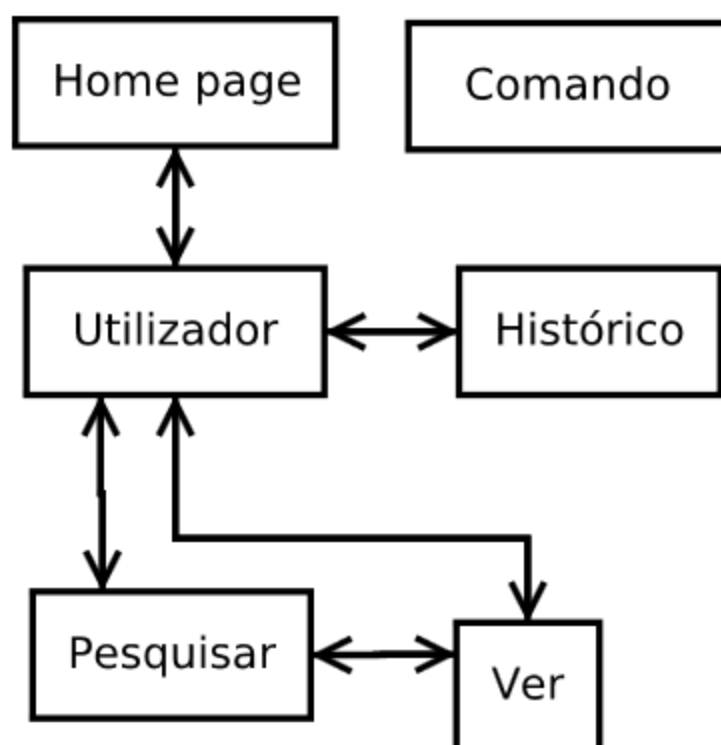 Home page
Comando
Utilizador
Histórico
Pesquisar
Ver